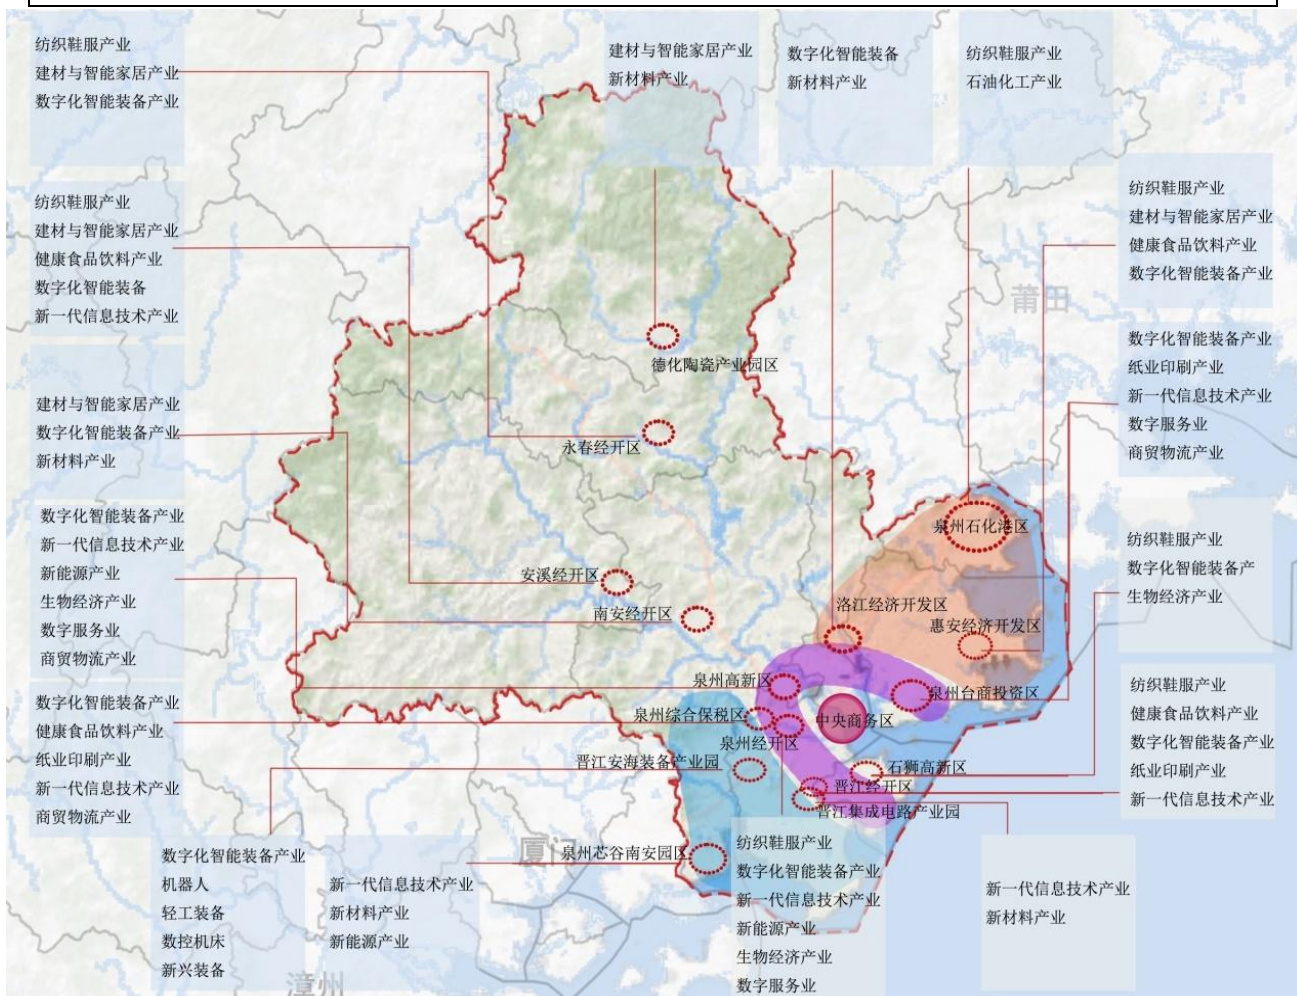 纺织鞋服产业
建材与智能家居产业
数字化智能装备产业
建材与智能家居产业
新材料产业
数字化智能装备
新材料产业
纺织鞋服产业
石油化工产业
纺织鞋服产业
建材与智能家居产业
健康食品饮料产业
数字化智能装备
新一代信息技术产业
纺织鞋服产业
建材与智能家居产业
健康食品饮料产业
数字化智能装备产业
莆田
数字化智能装备产业
纸业印刷产业
新一代信息技术产业
数字服务业
商贸物流产业
建材与智能家居产业
数字化智能装备产业
新材料产业
德化陶瓷产业园区
永春经开区
数字化智能装备产业
新一代信息技术产业
新能源产业
生物经济产业
数字服务业
商贸物流产业
泉州石化港区
纺织鞋服产业
数字化智能装备产
生物经济产业
安溪经开区
南安经开区
洛江经济开发区
惠安经济开发区
泉州高新区
泉州台商投资区
泉州综合保税区
中央商务区
泉州经开区
晋江安海装备产业园
石狮高新区
晋江经开区
晋江集成电路产业园
数字化智能装备产业
健康食品饮料产业
纸业印刷产业
新一代信息技术产业
商贸物流产业
纺织鞋服产业
健康食品饮料产业
数字化智能装备产业
纸业印刷产业
新一代信息技术产业
厦门
泉州芯谷南安园区
数字化智能装备产业
机器人
轻工装备
数控机床
新兴装备
新一代信息技术产业
新材料产业
新能源产业
纺织鞋服产业
数字化智能装备产业
新一代信息技术产业
新能源产业
生物经济产业
数字服务业
新一代信息技术产业
新材料产业
漳州